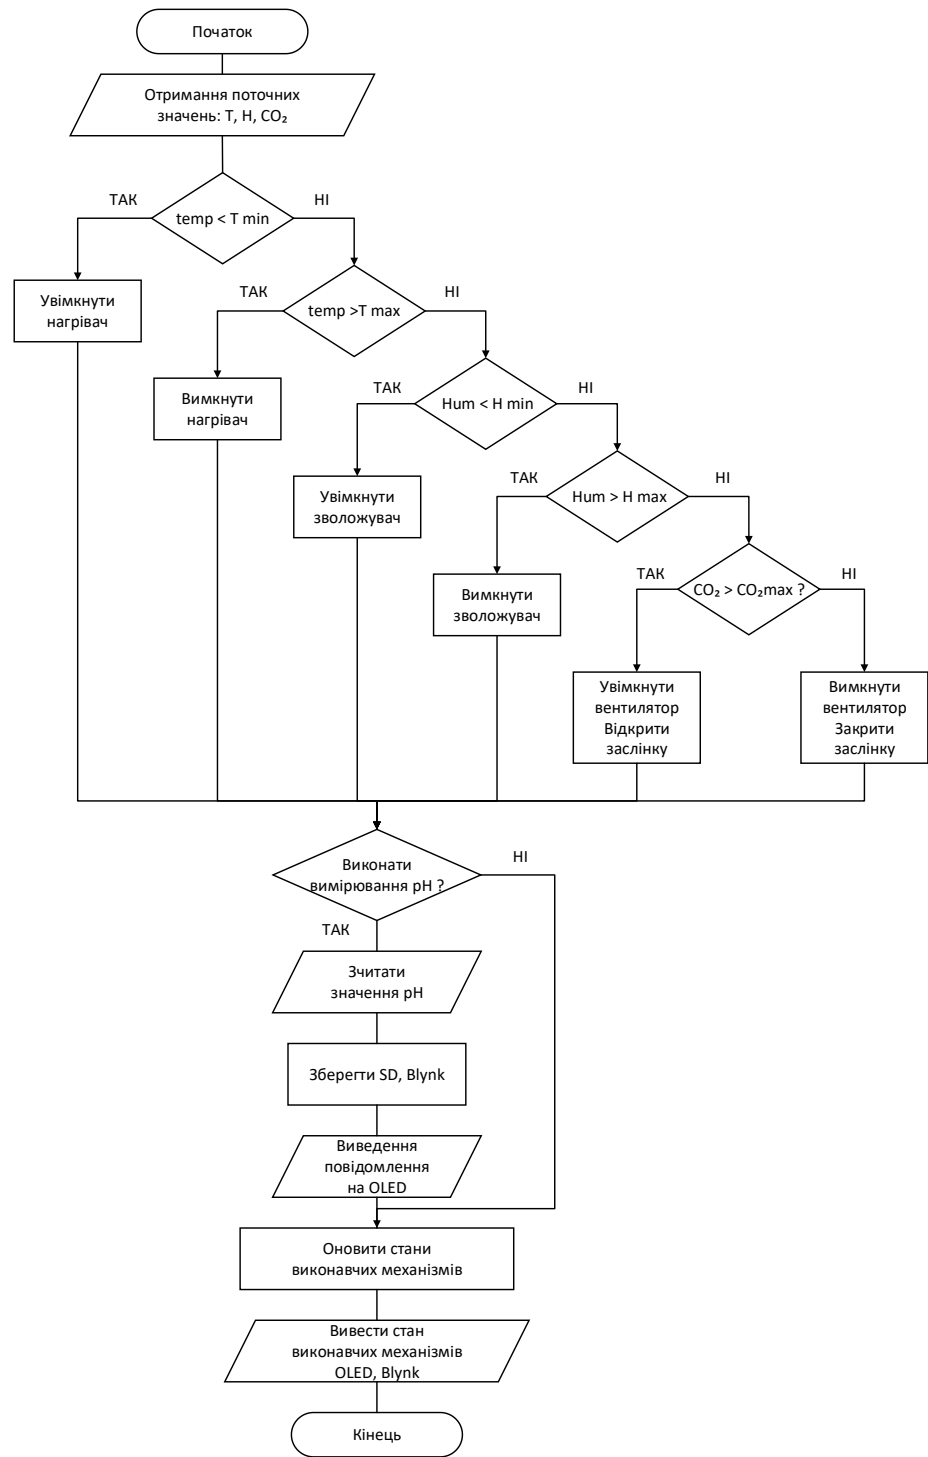 Початок
Отримання поточних
значень: T, H, CO₂
ТАК
temp < T min
НІ
Увімкнути
нагрівач
ТАК
temp >T max
НІ
Вимкнути
нагрівач
ТАК
Hum < H min
НІ
Увімкнути
зволожувач
ТАК
Hum > H max
НІ
Вимкнути
зволожувач
ТАК
CO₂ > CO₂max ?
НІ
Увімкнути
вентилятор
Відкрити
заслінку
Вимкнути
вентилятор
Закрити
заслінку
Виконати
вимірювання pH ?
НІ
ТАК
Зчитати
значення pH
Зберегти SD, Blynk
Виведення
повідомлення
на OLED
Оновити стани
виконавчих механізмів
Вивести стан
виконавчих механізмів
OLED, Blynk
Кінець